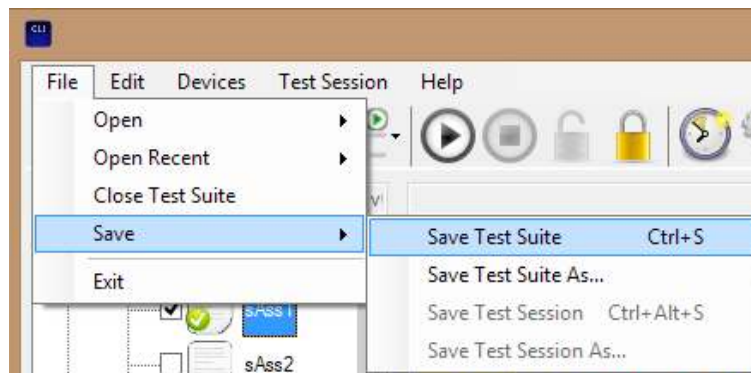 CLI
File Edit Devices Test Session Help
Open
Open Recent
Close Test Suite
Save
Save Test Suite Ctrl+S
Save Test Suite As...
Exit
Save Test Session Ctrl+Alt+S
sAss1
Save Test Session As...
sAss2